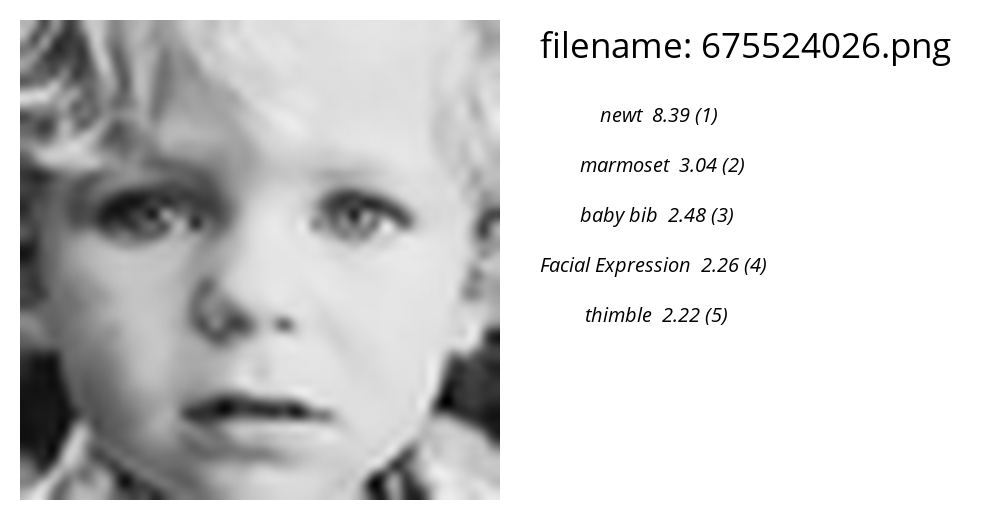 filename: 675524026.png
newt 8.39 (1)
marmoset 3.04 (2)
baby bib 2.48 (3)
Facial Expression 2.26 (4)
thimble 2.22 (5)